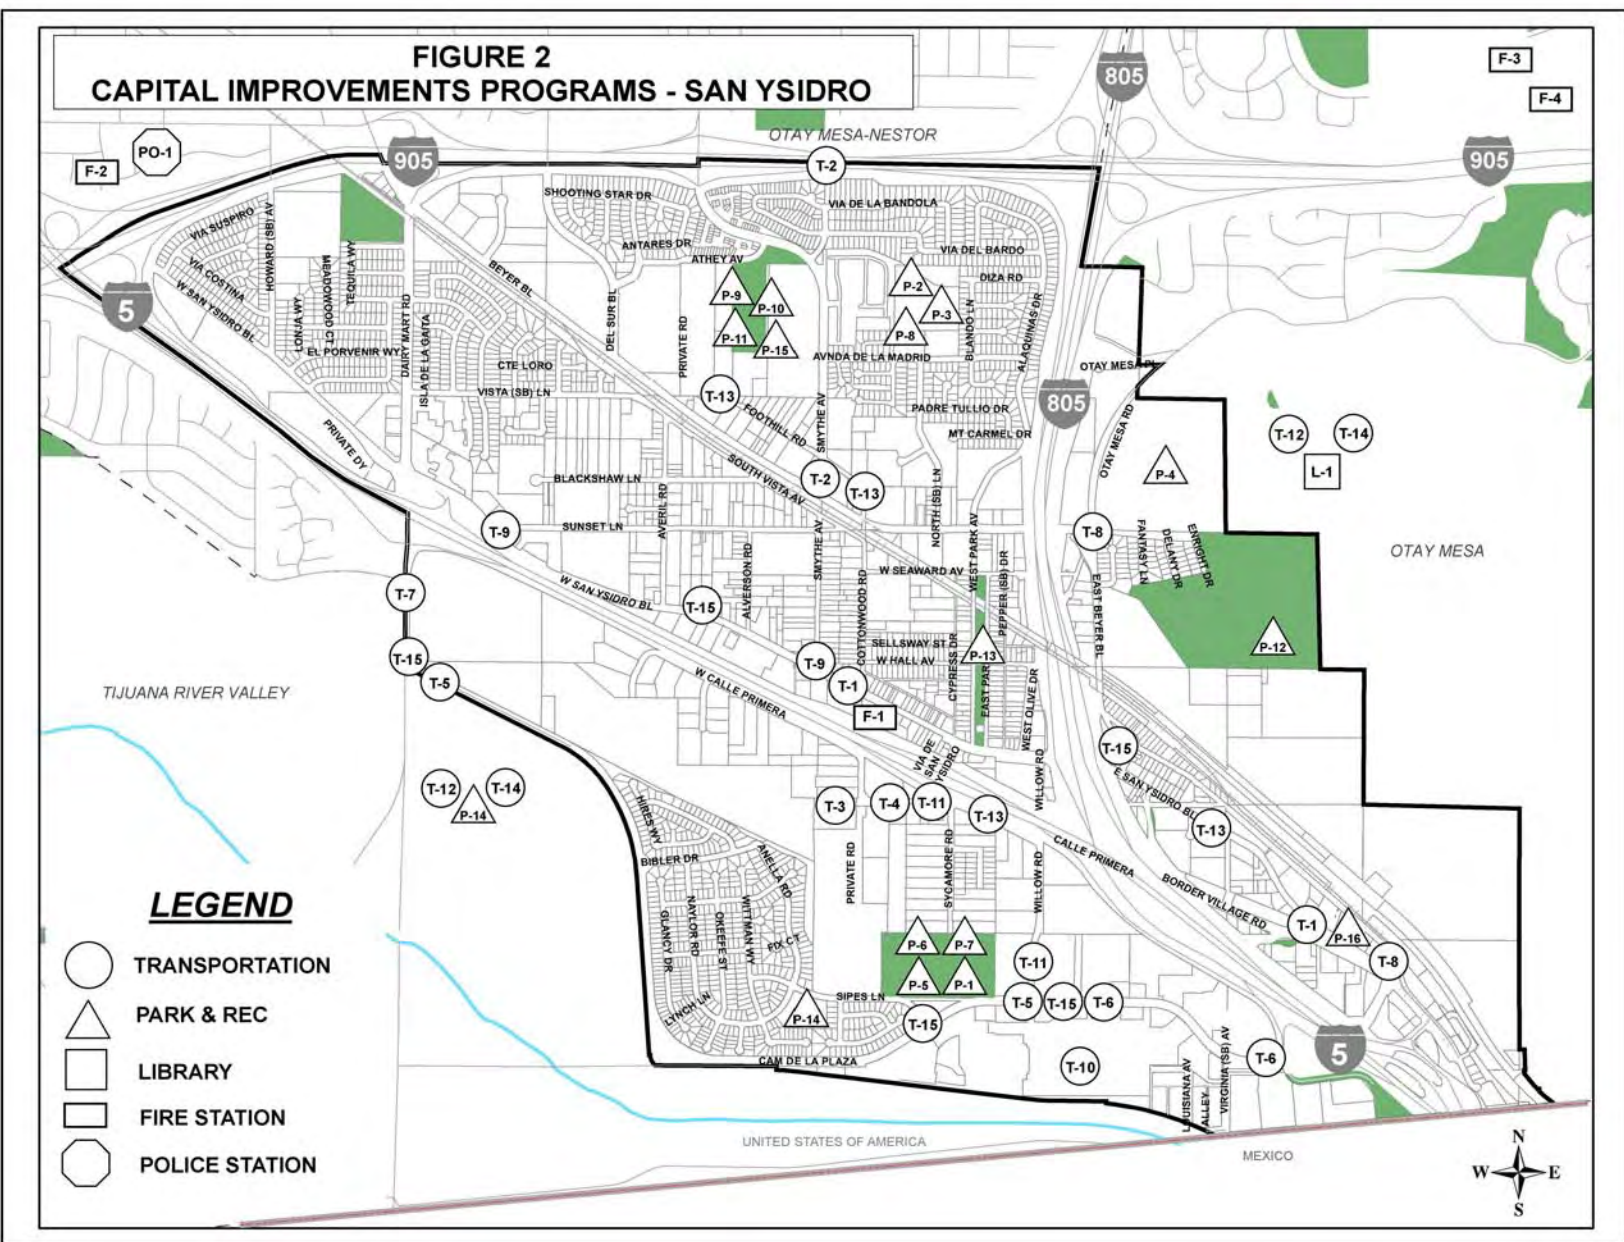 FIGURE 2
CAPITAL IMPROVEMENTS PROGRAMS - SAN YSIDRO
F-3
F-4
805
OTAY MESA-NESTOR
PO-1
F-2
905
T-2
905
SHOOTING STAR DR
VIA DE LA BANDOLA
VIA SUSPIRO
HOWARD (SB) AV
ANTARES DR
VIA DEL BARDO
ATHEY AV
BEYER BL
TEQUILA WY
MEADOWOOD CT
VIA COSTINA
W SAN YSIDRO BL
P-9
P-10
P-2
DIZA RD
P-3
5
LONJA WY
DAIRY MART RD
ISLA DE LA GAITA
DEL SUR BL
PRIVATE RD
P-11
P-15
P-8
BLANDO LN
ALAQUINAS DR
EL PORVENIR WY
AVNDA DE LA MADRID
CTE LORO
OTAY MESA PL
VISTA (SB) LN
T-13
805
FOOTHILL RD
SMYTHE AV
PADRE TULLIO DR
MT CARMEL DR
OTAY MESA RD
T-12
T-14
L-1
PRIVATE DY
P-4
SOUTH VISTA AV
BLACKSHAW LN
T-2
T-13
AVERIL RD
NORTH (SB) LN
WEST PARK AV
T-9
SUNSET LN
T-8
FANTASY LN
DELANY DR
ENRIGHT DR
OTAY MESA
ALVERSON RD
SMYTHE AV
COTTONWOOD RD
W SEAWARD AV
PEPPER (SB) DR
EAST BEYER BL
T-7
W SAN YSIDRO BL
T-15
P-12
SELLSWAY ST
W HALL AV
P-13
T-15
T-9
CYPRESS DR
EAST PAR
T-5
T-1
W CALLE PRIMERA
WEST OLIVE DR
TIJUANA RIVER VALLEY
F-1
VIA DE
SAN
YSIDRO
T-15
WILLOW RD
E SAN YSIDRO BL
T-12
T-14
P-14
T-3
T-4
T-11
T-13
T-13
HIRES WY
BIBLER DR
ANELLA RD
PRIVATE RD
SYCAMORE RD
WILLOW RD
CALLE PRIMERA
BORDER VILLAGE RD
LEGEND
GLANCY DR
NAYLOR RD
OKEEFE ST
WITTMAN WY
FIX CT
P-6
P-7
T-1
P-16
TRANSPORTATION
P-5
P-1
T-11
T-8
LYNCH LN
P-14
SIPES LN
T-5
T-15
T-6
PARK & REC
T-15
CAM DE LA PLAZA
T-10
T-6
5
LIBRARY
LOUISIANA AV
ALLEY
VIRGINIA (SB) AV
FIRE STATION
UNITED STATES OF AMERICA
MEXICO
POLICE STATION
N
W
E
S